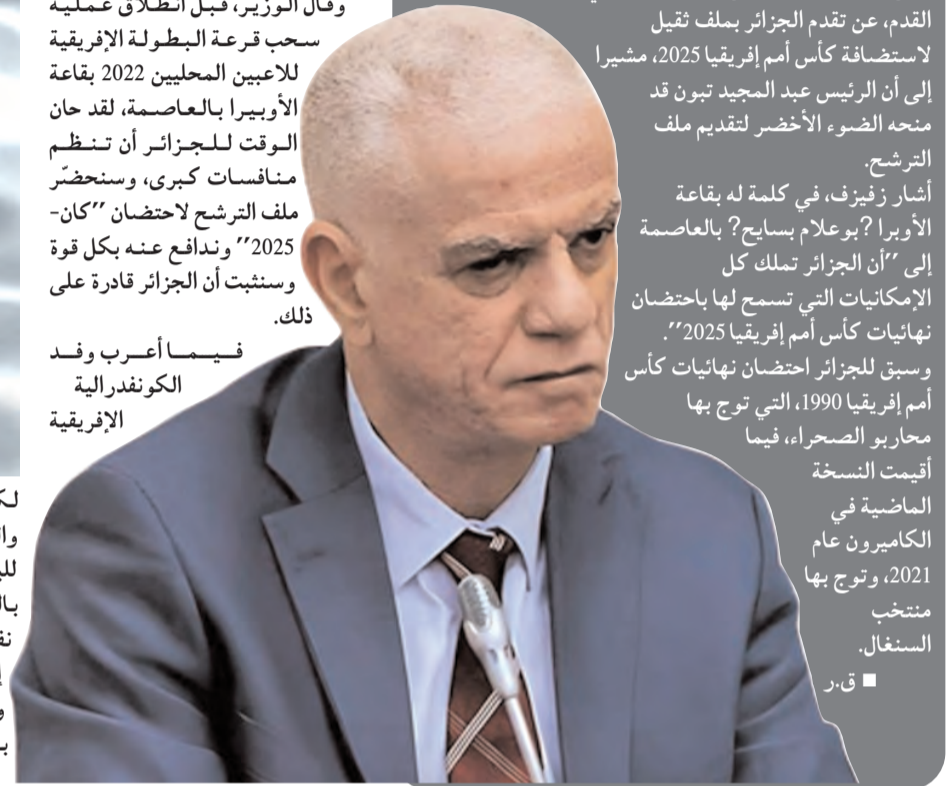 القدم، عن تقدم الجزائر بملف ثقيل
لاستضافة كأس أمم إفريقيا 2025، مشيرا
إلى أن الرئيس عبد المجيد تبون قد
منحه الضوء الأخضر لتقديم ملف
الترشح.
أشار زفيزف، في كلمة له بقاعة
الأوبرا ?بوعلام بسايح? بالعاصمة
إلى ”أن الجزائر تملك كل
الإمكانيات التي تسمح لها باحتضان
نهائيات كأس أمم إفريقيا 2025”.
وسبق للجزائر احتضان نهائيات كأس
أمم إفريقيا 1990، التي توج بها
محاربو الصحراء، فيما
أقيمت النسخة
الماضية في
الكاميرون عام
2021، وتوج بها
منتخب
السنغال.
■ ق.ر
وقال الوزير، قبل انطلاق عملية
سحب قرعة البطولة الإفريقية
للاعبين المحليين 2022 بقاعة
الأوبيرا بالعاصمة، لقد حان
الوقت للجزائر أن تنظم
منافسات كبرى، وسنحضّر
ملف الترشح لاحتضان ”كان-
2025” وندافع عنه بكل قوة
وسنثبت أن الجزائر قادرة على
ذلك.
فيما أعرب وفد
الكونفدرالية
الإفريقية